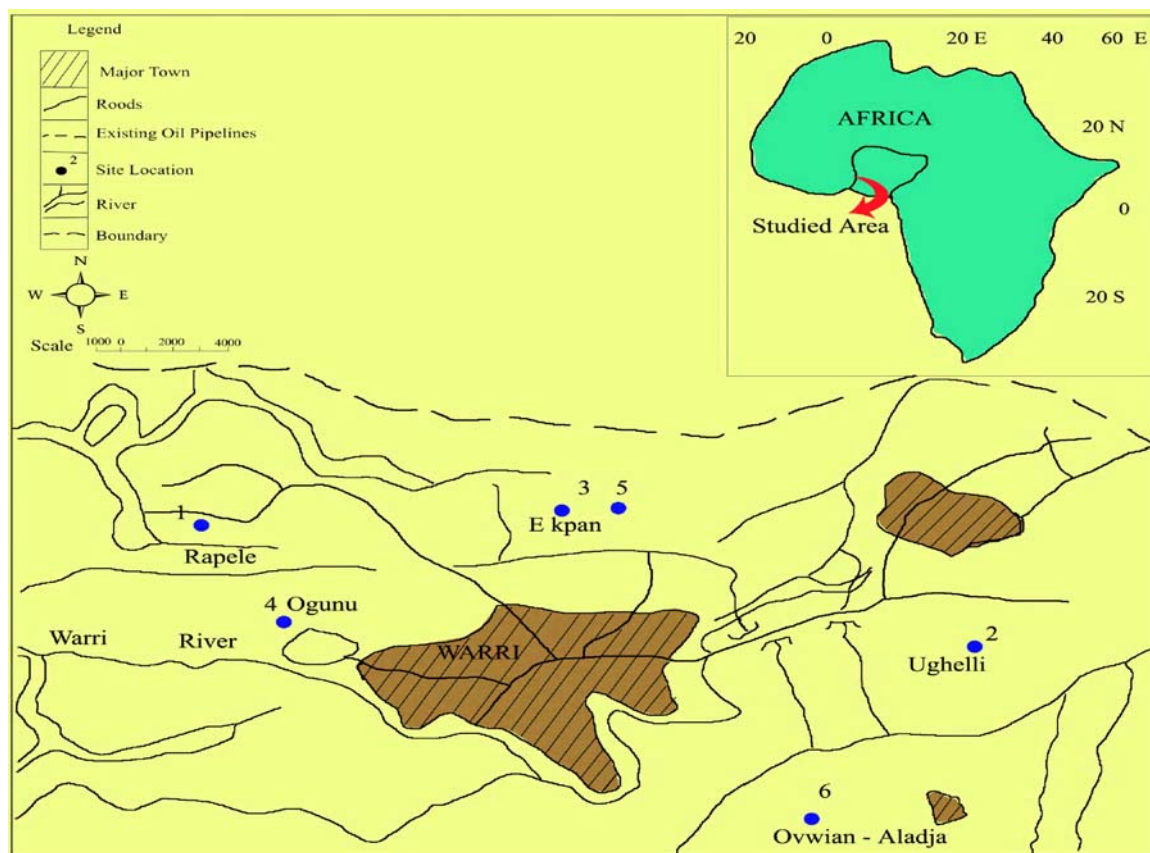 Legend
Major Town
Roods
Existing Oil Pipelines
2
Site Location
River
Boundary
N
W E
S
Scale 1000 0 2000 4000
20 0 20 E 40 60 E
AFRICA
20 N
0
Studied Area
20 S
1
Rapele
3 5
E kpan
4 Ogunu
Warri River
WARRI
2
Ughelli
6
Ovwian - Aladja